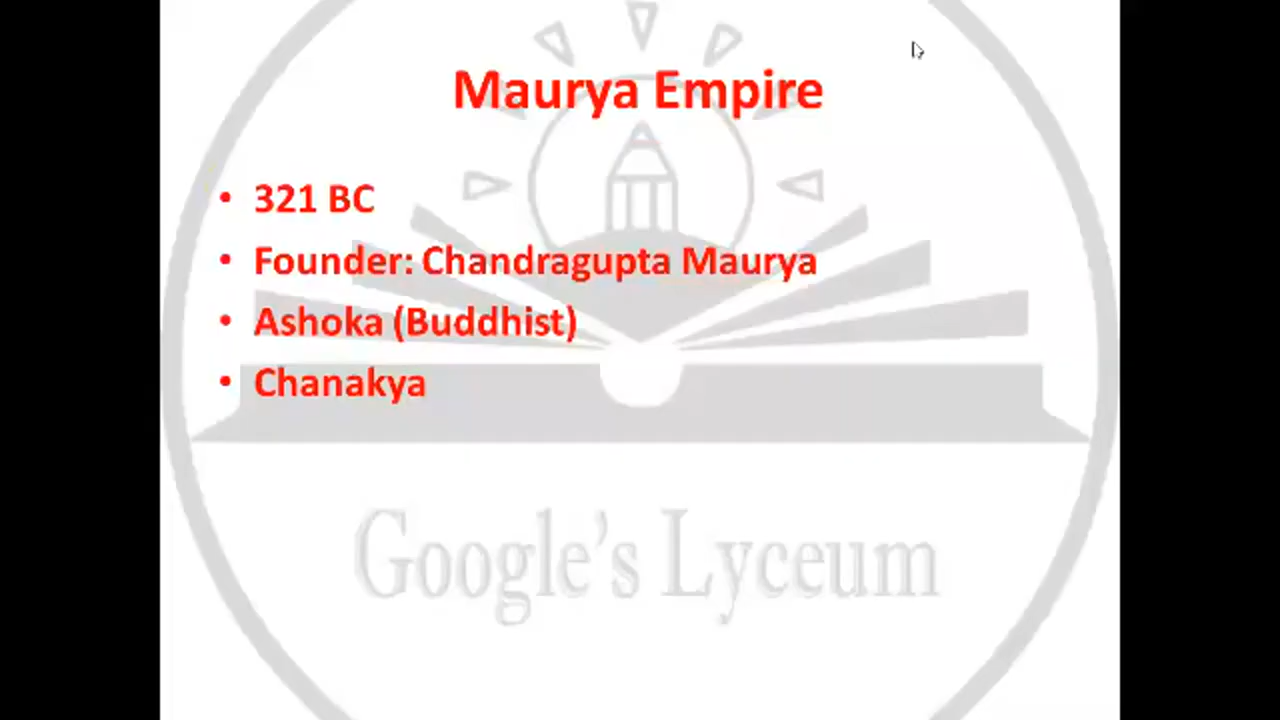 Maurya Empire
• 321 BC
• Founder: Chandragupta Maurya
• Ashoka (Buddhist)
• Chanakya
Google's Lyceum